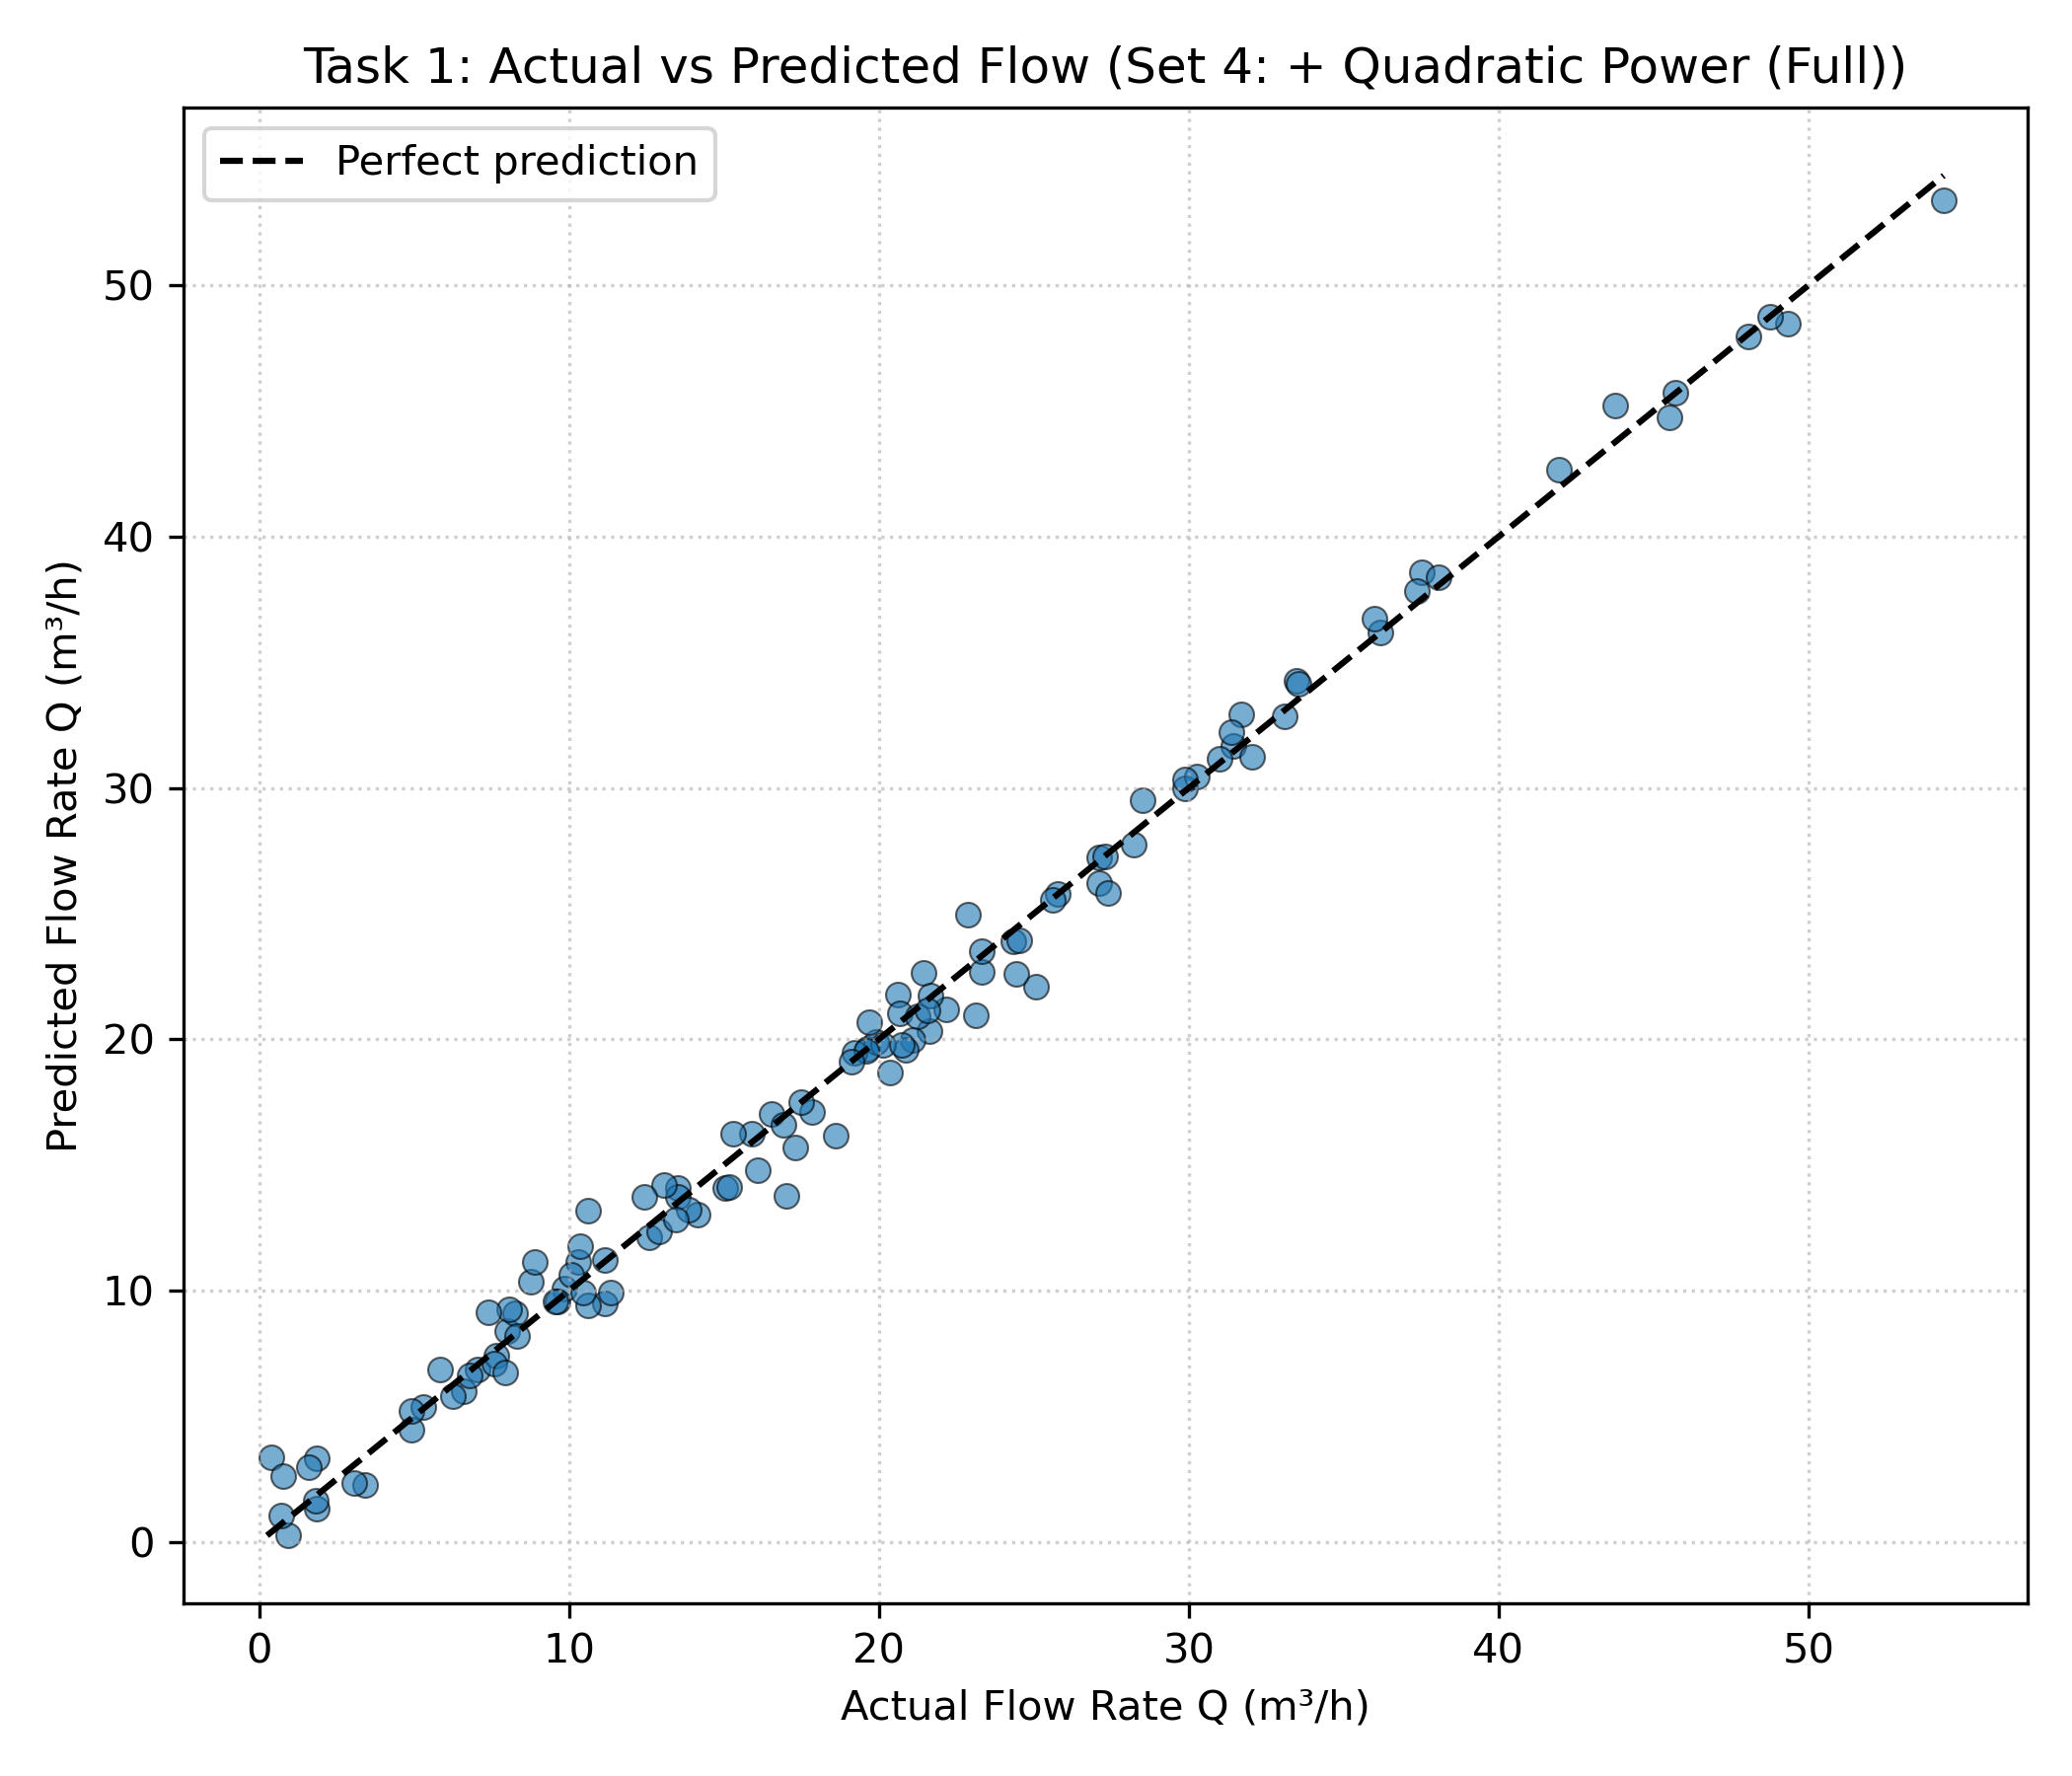 Task 1: Actual vs Predicted Flow (Set 4: + Quadratic Power (Full))
Perfect prediction
Predicted Flow Rate Q (m³/h)
50
40
30
20
10
0
0 10 20 30 40 50
Actual Flow Rate Q (m³/h)